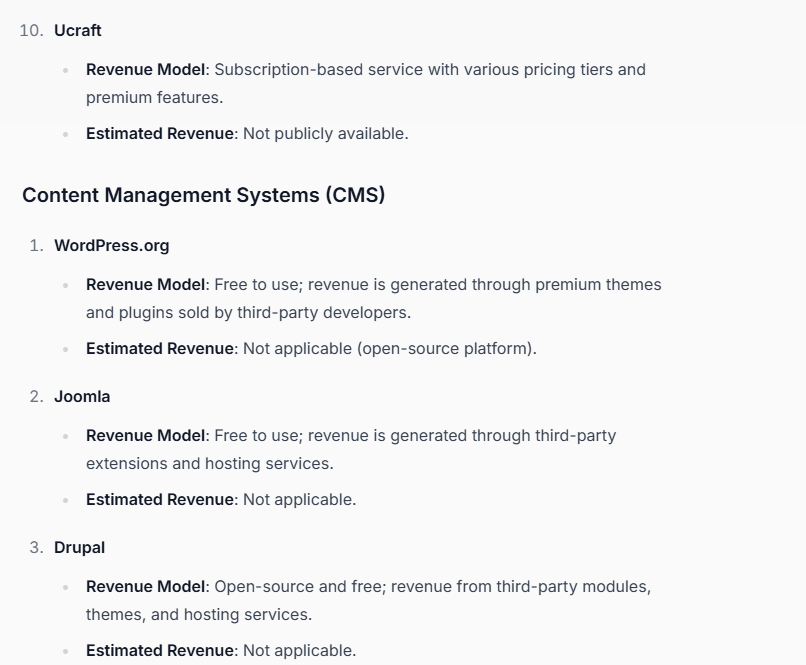 10. Ucraft
Revenue Model: Subscription-based service with various pricing tiers and
premium features.
Estimated Revenue: Not publicly available.
Content Management Systems (CMS)
1. WordPress.org
Revenue Model: Free to use; revenue is generated through premium themes
and plugins sold by third-party developers.
Estimated Revenue: Not applicable (open-source platform).
2. Joomla
Revenue Model: Free to use; revenue is generated through third-party
extensions and hosting services.
Estimated Revenue: Not applicable.
3. Drupal
Revenue Model: Open-source and free; revenue from third-party modules,
themes, and hosting services.
Estimated Revenue: Not applicable.